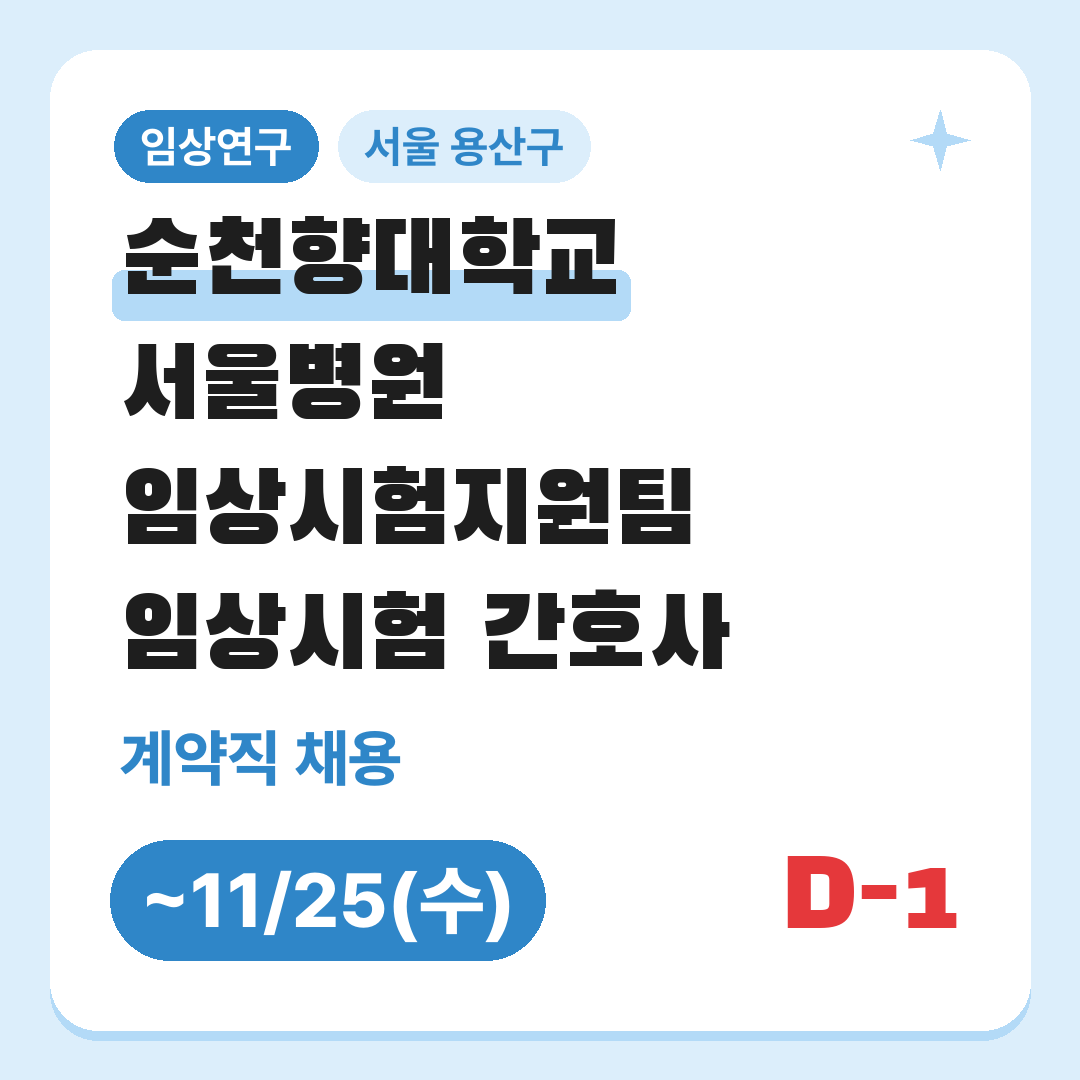 임상연구 서울 용산구
순천향대학교
서울병원
임상시험지원팀
임상시험 간호사
계약직 채용
~11/25(수) D-1